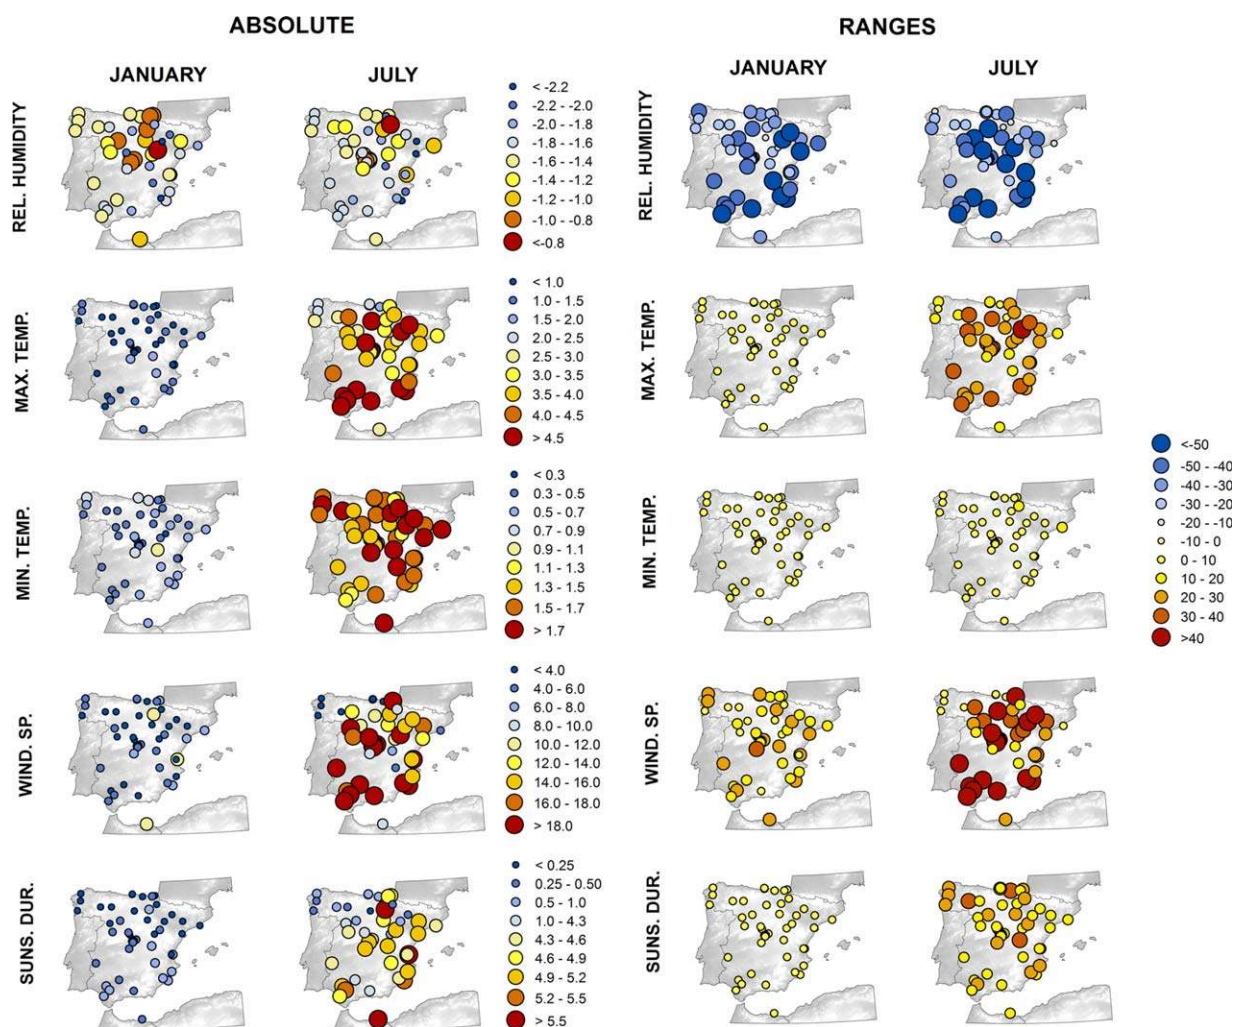 ABSOLUTE
RANGES
JANUARY
JULY
JANUARY
JULY
REL. HUMIDITY
< -2.2
-2.2 - -2.0
-2.0 - -1.8
-1.8 - -1.6
-1.6 - -1.4
-1.4 - -1.2
-1.2 - -1.0
-1.0 - -0.8
<-0.8
REL. HUMIDITY
MAX. TEMP.
< 1.0
1.0 - 1.5
1.5 - 2.0
2.0 - 2.5
2.5 - 3.0
3.0 - 3.5
3.5 - 4.0
4.0 - 4.5
> 4.5
MAX. TEMP.
MIN. TEMP.
< 0.3
0.3 - 0.5
0.5 - 0.7
0.7 - 0.9
0.9 - 1.1
1.1 - 1.3
1.3 - 1.5
1.5 - 1.7
> 1.7
MIN. TEMP.
<-50
-50 - -40
-40 - -30
-30 - -20
-20 - -10
-10 - 0
0 - 10
10 - 20
20 - 30
30 - 40
>40
WIND. SP.
< 4.0
4.0 - 6.0
6.0 - 8.0
8.0 - 10.0
10.0 - 12.0
12.0 - 14.0
14.0 - 16.0
16.0 - 18.0
> 18.0
WIND. SP.
SUNS. DUR.
< 0.25
0.25 - 0.50
0.5 - 1.0
1.0 - 4.3
4.3 - 4.6
4.6 - 4.9
4.9 - 5.2
5.2 - 5.5
> 5.5
SUNS. DUR.